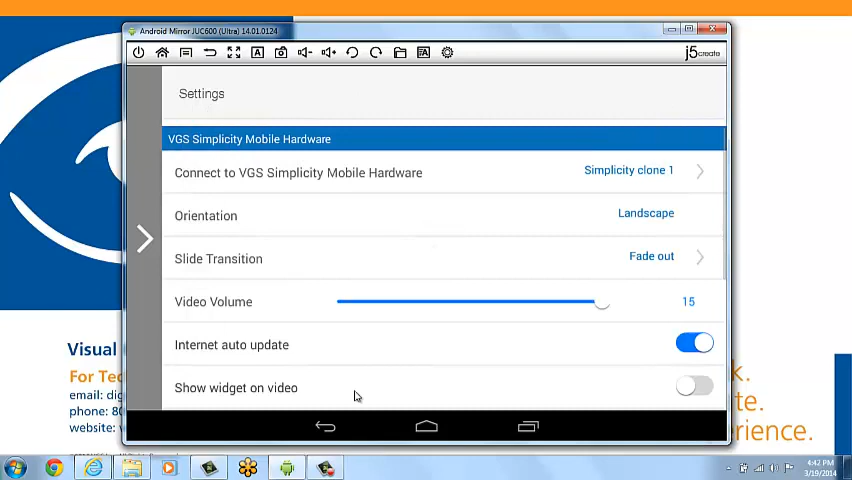 Android Mirror JUC600 (Ultra) 14.01.0124
j5create
Settings
VGS Simplicity Mobile Hardware
Connect to VGS Simplicity Mobile Hardware
Simplicity clone 1
Orientation
Landscape
Slide Transition
Fade out
Video Volume
15
Internet auto update
Show widget on video
Visual
For Tec
email: dig
phone: 80
website: 
k.
te.
erience.
4:42 PM
3/19/2014